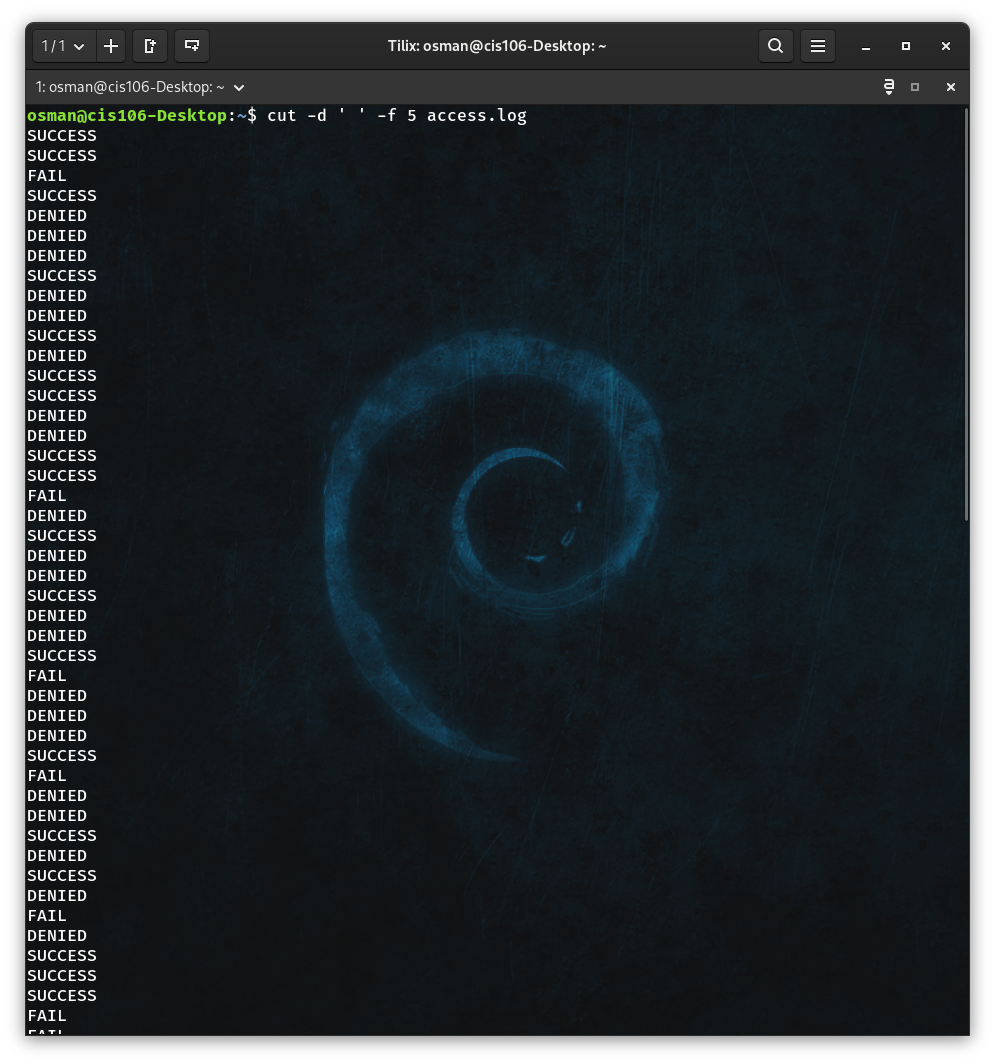 1 / 1
Tilix: osman@cis106-Desktop: ~
1: osman@cis106-Desktop: ~
osman@cis106-Desktop:~$ cut -d ' ' -f 5 access.log
SUCCESS
SUCCESS
FAIL
SUCCESS
DENIED
DENIED
DENIED
SUCCESS
DENIED
DENIED
SUCCESS
DENIED
SUCCESS
SUCCESS
DENIED
DENIED
SUCCESS
SUCCESS
FAIL
DENIED
SUCCESS
DENIED
DENIED
SUCCESS
DENIED
DENIED
SUCCESS
FAIL
DENIED
DENIED
DENIED
SUCCESS
FAIL
DENIED
DENIED
SUCCESS
DENIED
SUCCESS
DENIED
FAIL
DENIED
SUCCESS
SUCCESS
SUCCESS
FAIL
FAIL